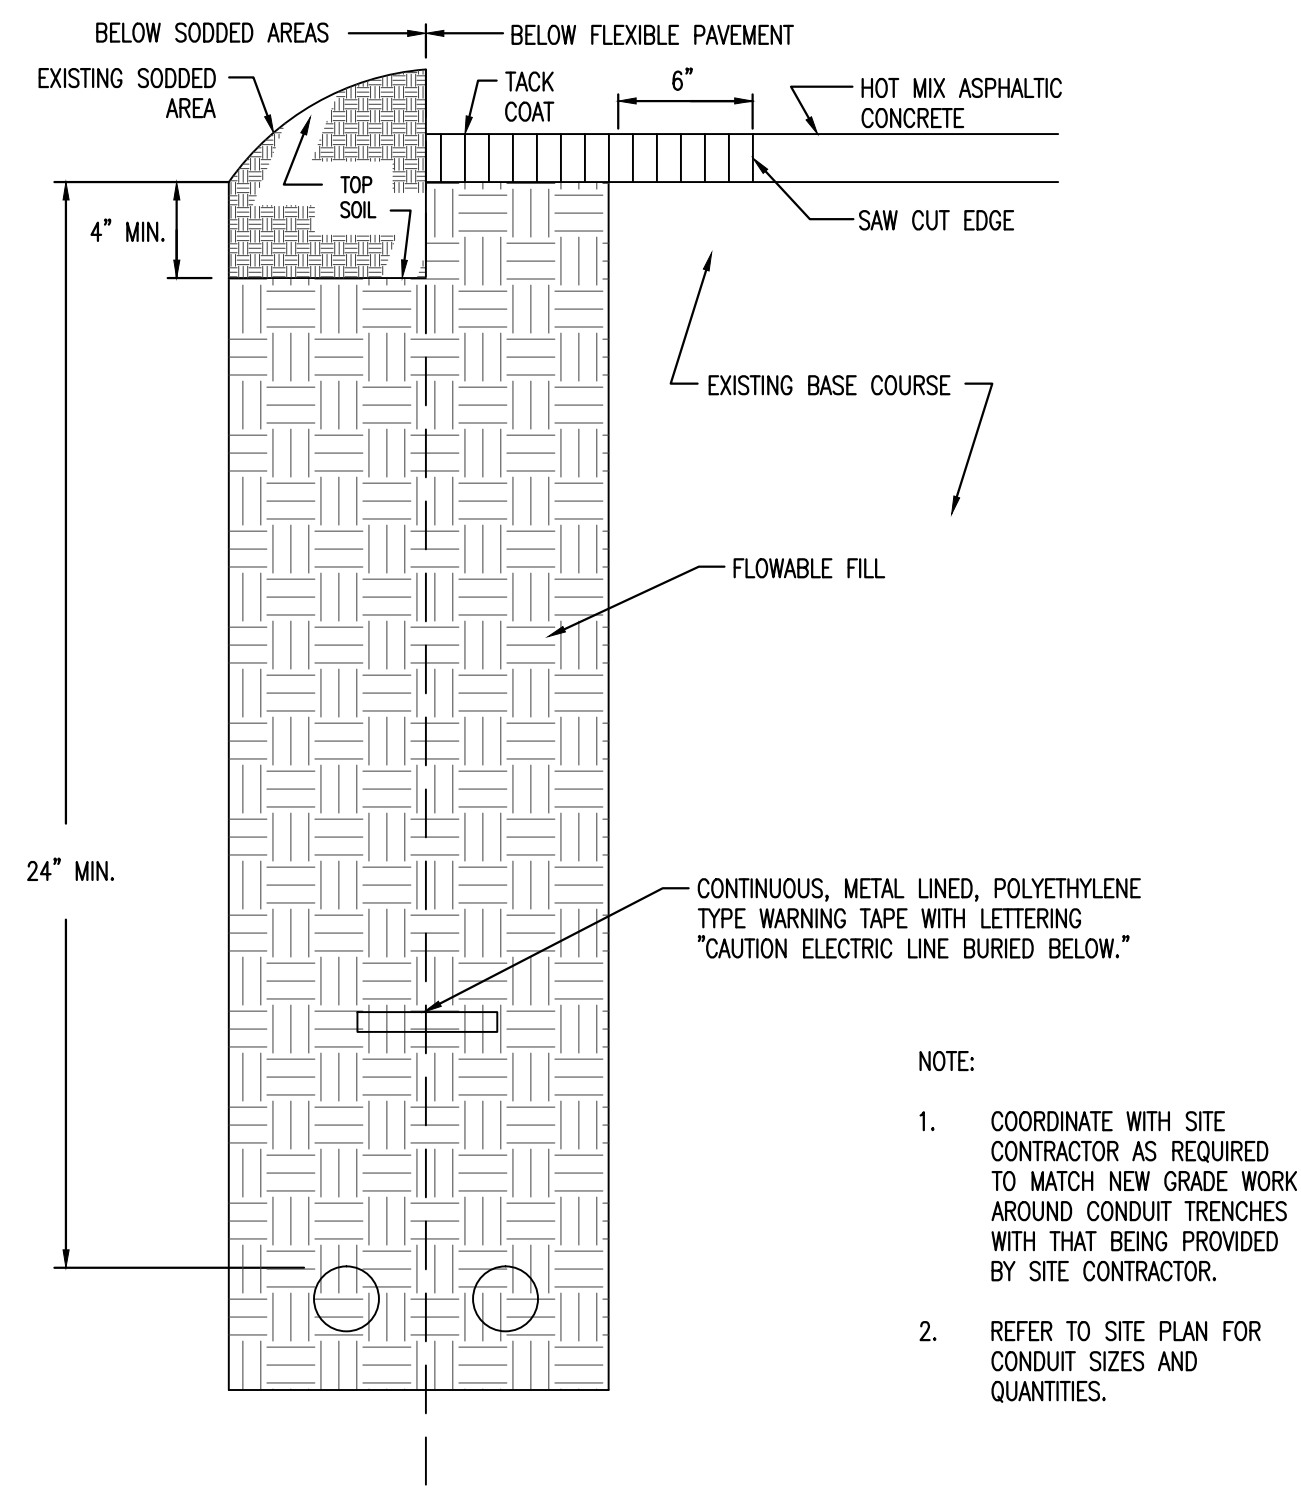 BELOW SODDED AREAS
BELOW FLEXIBLE PAVEMENT
EXISTING SODDED
AREA
TACK
COAT
6”
HOT MIX ASPHALTIC
CONCRETE
TOP
SOIL
4” MIN.
SAW CUT EDGE
EXISTING BASE COURSE
FLOWABLE FILL
24” MIN.
CONTINUOUS, METAL LINED, POLYETHYLENE
TYPE WARNING TAPE WITH LETTERING
”CAUTION ELECTRIC LINE BURIED BELOW.”
NOTE:
1. COORDINATE WITH SITE
CONTRACTOR AS REQUIRED
TO MATCH NEW GRADE WORK
AROUND CONDUIT TRENCHES
WITH THAT BEING PROVIDED
BY SITE CONTRACTOR.
2. REFER TO SITE PLAN FOR
CONDUIT SIZES AND
QUANTITIES.